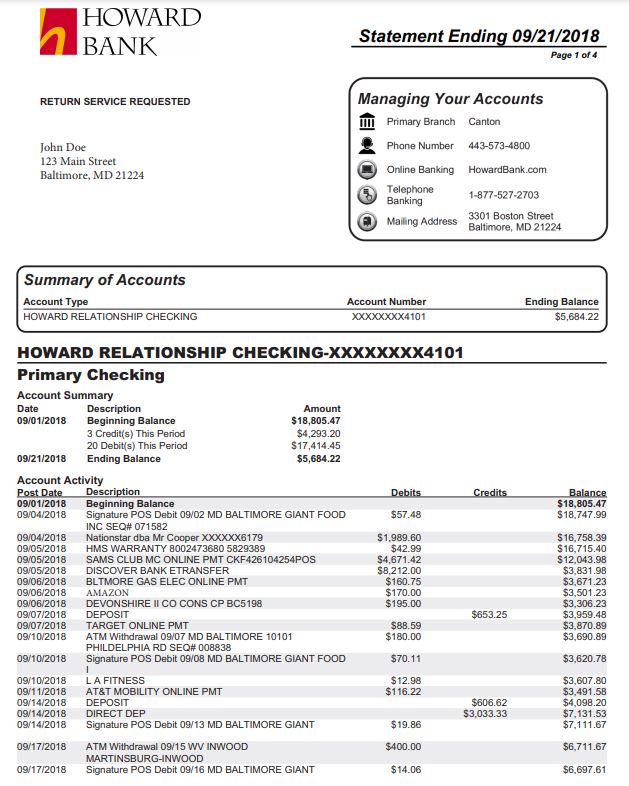 HOWARD
BANK
Statement Ending 09/21/2018
Page 1 of 4
RETURN SERVICE REQUESTED
John Doe
123 Main Street
Baltimore, MD 21224
Managing Your Accounts
Primary Branch Canton
Phone Number 443-573-4800
Online Banking HowardBank.com
Telephone Banking 1-877-527-2703
Mailing Address 3301 Boston Street
Baltimore, MD 21224
Summary of Accounts
Account Type Account Number Ending Balance
HOWARD RELATIONSHIP CHECKING XXXXXXXX4101 $5,684.22
HOWARD RELATIONSHIP CHECKING-XXXXXXXX4101
Primary Checking
Account Summary
Date Description Amount
09/01/2018 Beginning Balance $18,805.47
3 Credit(s) This Period $4,293.20
20 Debit(s) This Period $17,414.45
09/21/2018 Ending Balance $5,684.22
Account Activity
Post Date Description Debits Credits Balance
09/01/2018 Beginning Balance $18,805.47
09/04/2018 Signature POS Debit 09/02 MD BALTIMORE GIANT FOOD $57.48 $18,747.99
INC SEQ# 071582
09/04/2018 Nationstar dba Mr Cooper XXXXXX6179 $1,989.60 $16,758.39
09/05/2018 HMS WARRANTY 8002473680 5829389 $42.99 $16,715.40
09/05/2018 SAMS CLUB MC ONLINE PMT CKF426104254POS $4,671.42 $12,043.98
09/05/2018 DISCOVER BANK ETRANSFER $8,212.00 $3,831.98
09/06/2018 BLTMORE GAS ELEC ONLINE PMT $160.75 $3,671.23
09/06/2018 AMAZON $170.00 $3,501.23
09/06/2018 DEVONSHIRE II CO CONS CP BC5198 $195.00 $3,306.23
09/07/2018 DEPOSIT $653.25 $3,959.48
09/07/2018 TARGET ONLINE PMT $88.59 $3,870.89
09/10/2018 ATM Withdrawal 09/07 MD BALTIMORE 10101 $180.00 $3,690.89
PHILDELPHIA RD SEQ# 008838
09/10/2018 Signature POS Debit 09/08 MD BALTIMORE GIANT FOOD $70.11 $3,620.78
I
09/10/2018 L A FITNESS $12.98 $3,607.80
09/11/2018 AT&T MOBILITY ONLINE PMT $116.22 $3,491.58
09/14/2018 DEPOSIT $606.62 $4,098.20
09/14/2018 DIRECT DEP $3,033.33 $7,131.53
09/14/2018 Signature POS Debit 09/13 MD BALTIMORE GIANT $19.86 $7,111.67
09/17/2018 ATM Withdrawal 09/15 WV INWOOD $400.00 $6,711.67
MARTINSBURG-INWOOD
09/17/2018 Signature POS Debit 09/16 MD BALTIMORE GIANT $14.06 $6,697.61